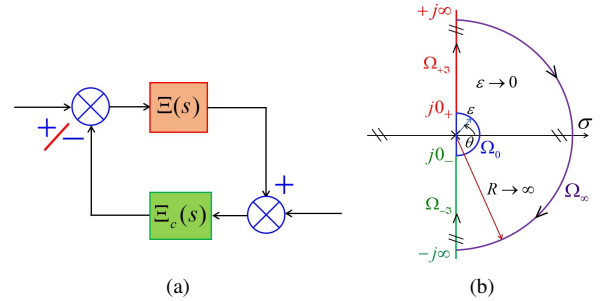 +/−
Ξ(s)
+
Ξ_c(s)
(a)
+j∞
Ω_{+ℑ}
ε→0
j0_+
ε
σ
θ
j0_−
Ω_0
R→∞
Ω_∞
Ω_{−ℑ}
−j∞
(b)